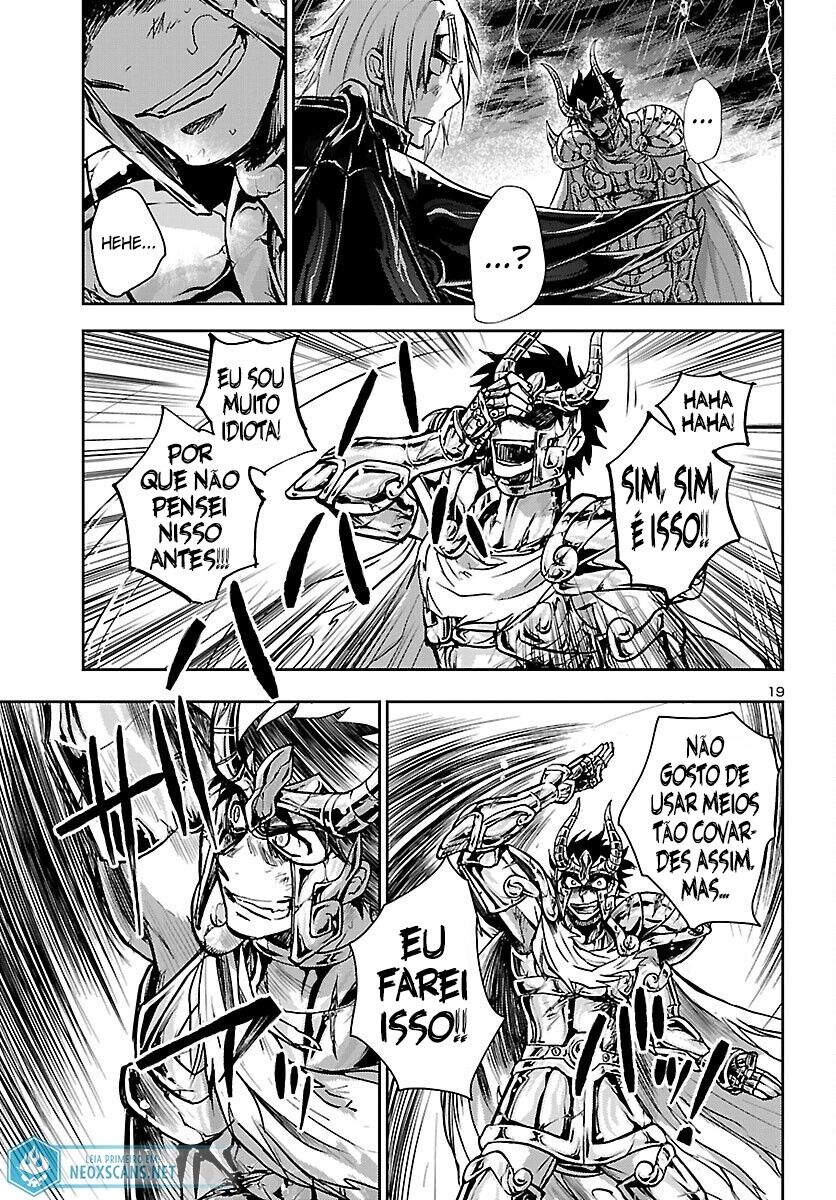 ...
...?
HEHE...
HAHA
HAHA!
SIM, SIM,
É ISSO!!
EU SOU
MUITO
IDIOTA!
POR
QUE NÃO
PENSEI
NISSO
ANTES!!!!
19
NÃO
GOSTO DE
USAR MEIOS
TÃO COVAR-
DES ASSIM,
MAS...
EU
FAREI
ISSO!!
LEIA PRIMEIRO EM
NEOXSCANS.NET